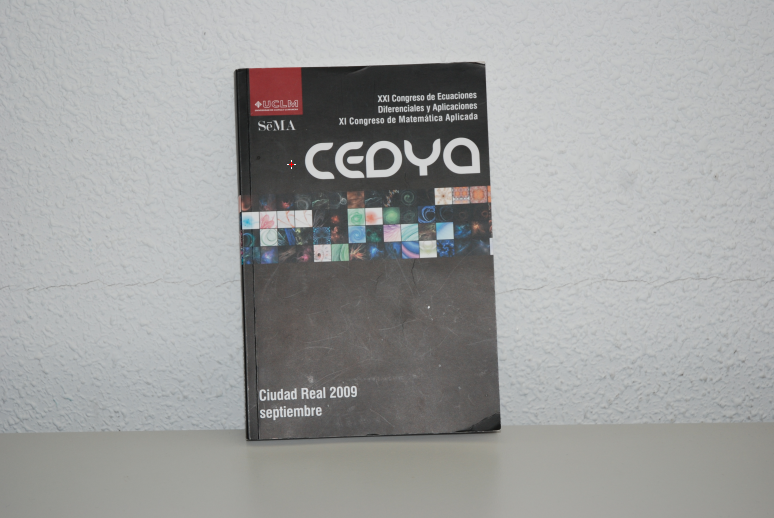 UCLM
SēMA
XXI Congreso de Ecuaciones
Diferenciales y Aplicaciones
XI Congreso de Matemática Aplicada
CEDYA
Ciudad Real 2009
septiembre